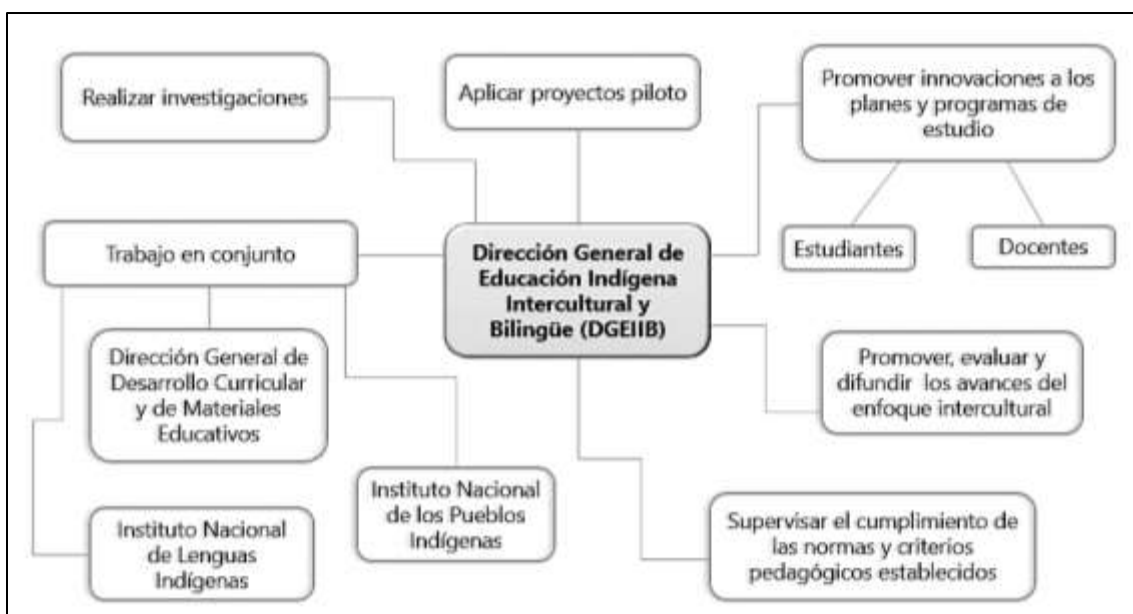 Realizar investigaciones
Aplicar proyectos piloto
Promover innovaciones a los
planes y programas de
estudio
Estudiantes
Docentes
Trabajo en conjunto
Dirección General de
Educación Indígena
Intercultural y
Bilingüe (DGEIIB)
Dirección General de
Desarrollo Curricular
y de Materiales
Educativos
Promover, evaluar y
difundir los avances del
enfoque intercultural
Instituto Nacional
de los Pueblos
Indígenas
Instituto Nacional
de Lenguas
Indígenas
Supervisar el cumplimiento de
las normas y criterios
pedagógicos establecidos